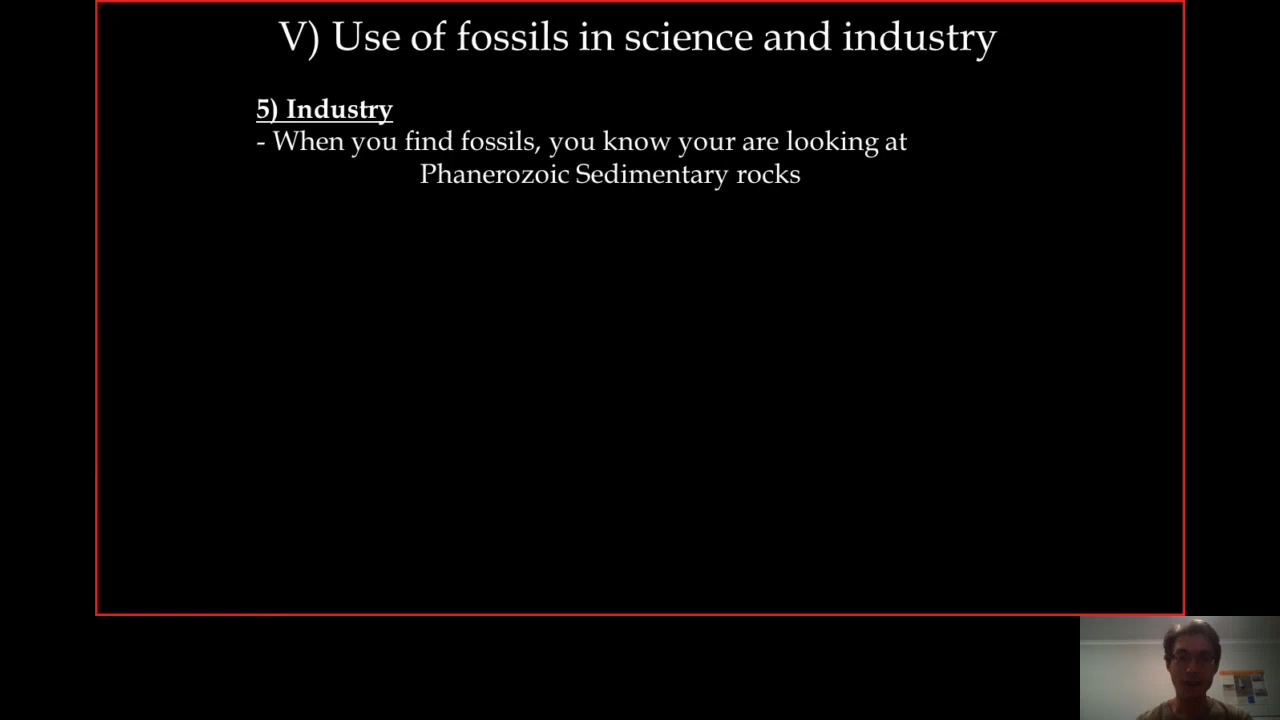 V) Use of fossils in science and industry
5) Industry
- When you find fossils, you know your are looking at
Phanerozoic Sedimentary rocks